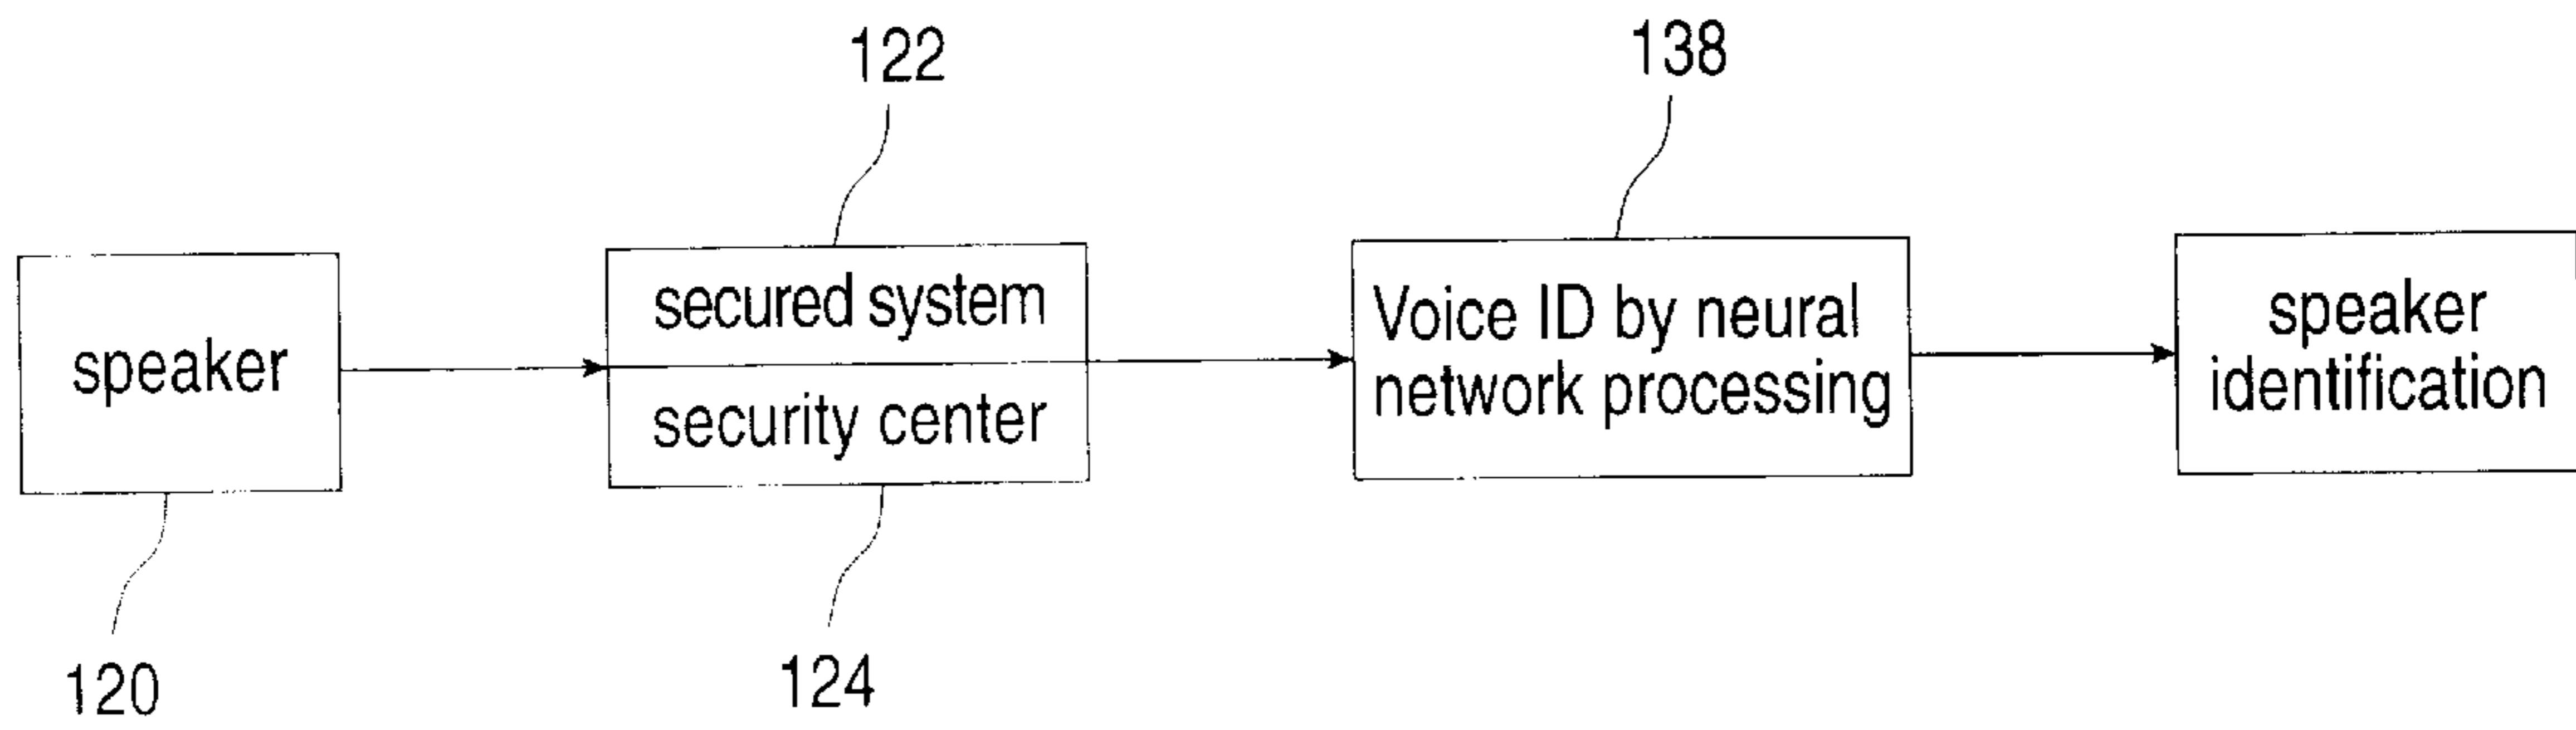 122
138
speaker
secured system
security center
Voice ID by neural
network processing
speaker
identification
120
124